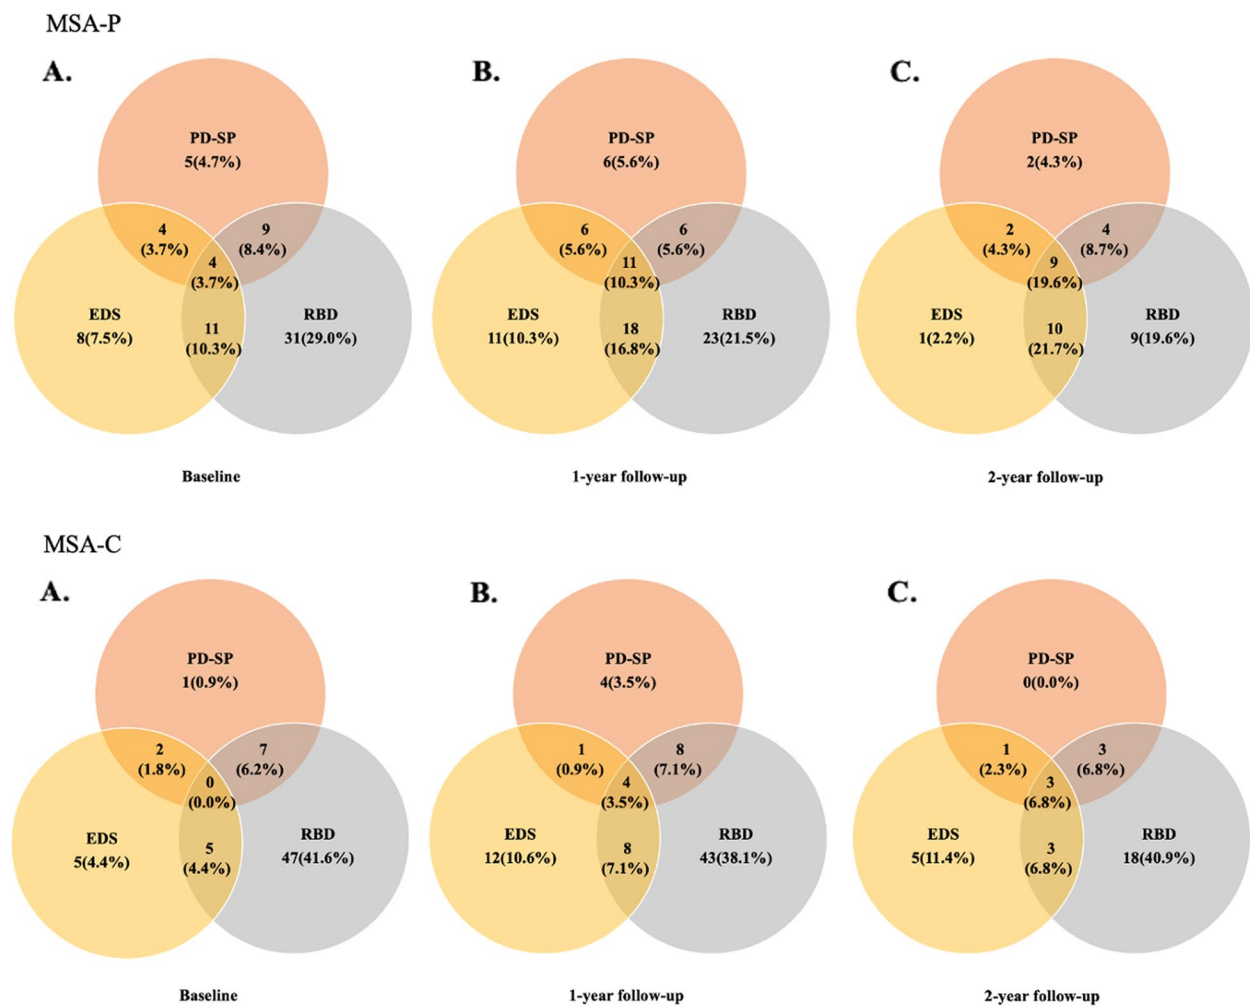 MSA-P
A.
PD-SP
5(4.7%)
4
(3.7%)
9
(8.4%)
4
(3.7%)
EDS
8(7.5%)
11
(10.3%)
RBD
31(29.0%)
Baseline
B.
PD-SP
6(5.6%)
6
(5.6%)
6
(5.6%)
11
(10.3%)
EDS
11(10.3%)
18
(16.8%)
RBD
23(21.5%)
1-year follow-up
C.
PD-SP
2(4.3%)
2
(4.3%)
4
(8.7%)
9
(19.6%)
EDS
1(2.2%)
10
(21.7%)
RBD
9(19.6%)
2-year follow-up
MSA-C
A.
PD-SP
1(0.9%)
2
(1.8%)
7
(6.2%)
0
(0.0%)
EDS
5(4.4%)
5
(4.4%)
RBD
47(41.6%)
Baseline
B.
PD-SP
4(3.5%)
1
(0.9%)
8
(7.1%)
4
(3.5%)
EDS
12(10.6%)
8
(7.1%)
RBD
43(38.1%)
1-year follow-up
C.
PD-SP
0(0.0%)
1
(2.3%)
3
(6.8%)
3
(6.8%)
EDS
5(11.4%)
3
(6.8%)
RBD
18(40.9%)
2-year follow-up